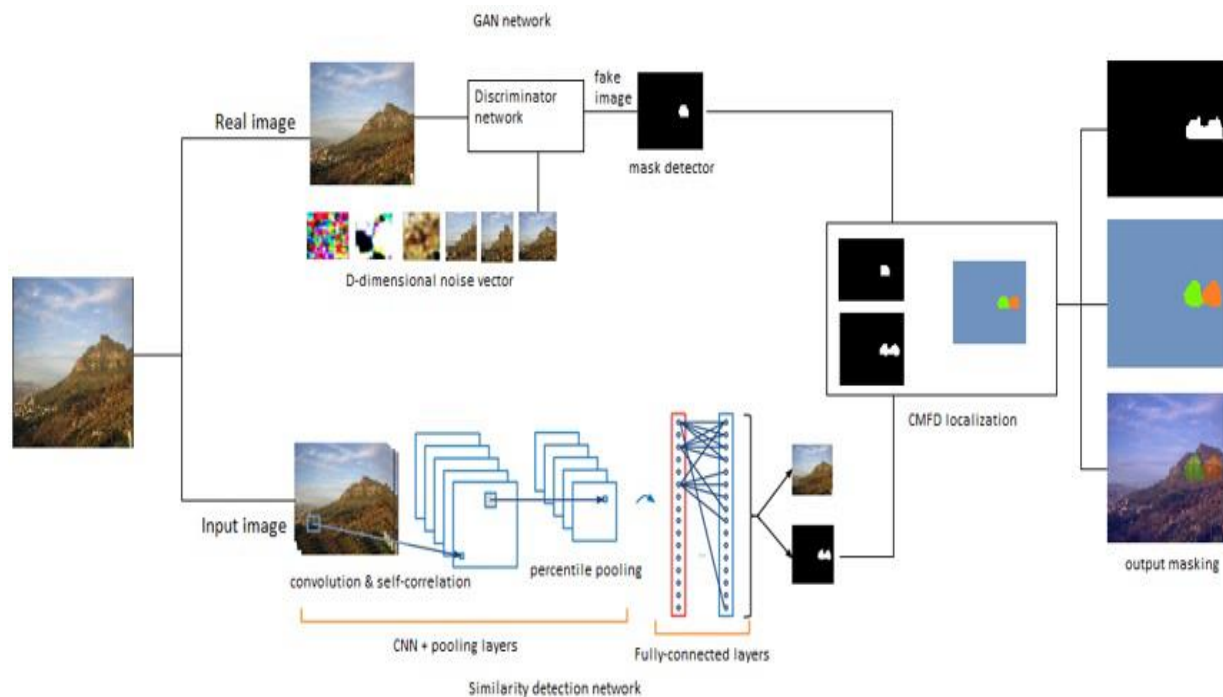 GAN network
Real image
Discriminator
network
fake
image
mask detector
D-dimensional noise vector
CMFD localization
Input image
convolution & self-correlation
percentile pooling
output masking
CNN + pooling layers
Fully-connected layers
Similarity detection network